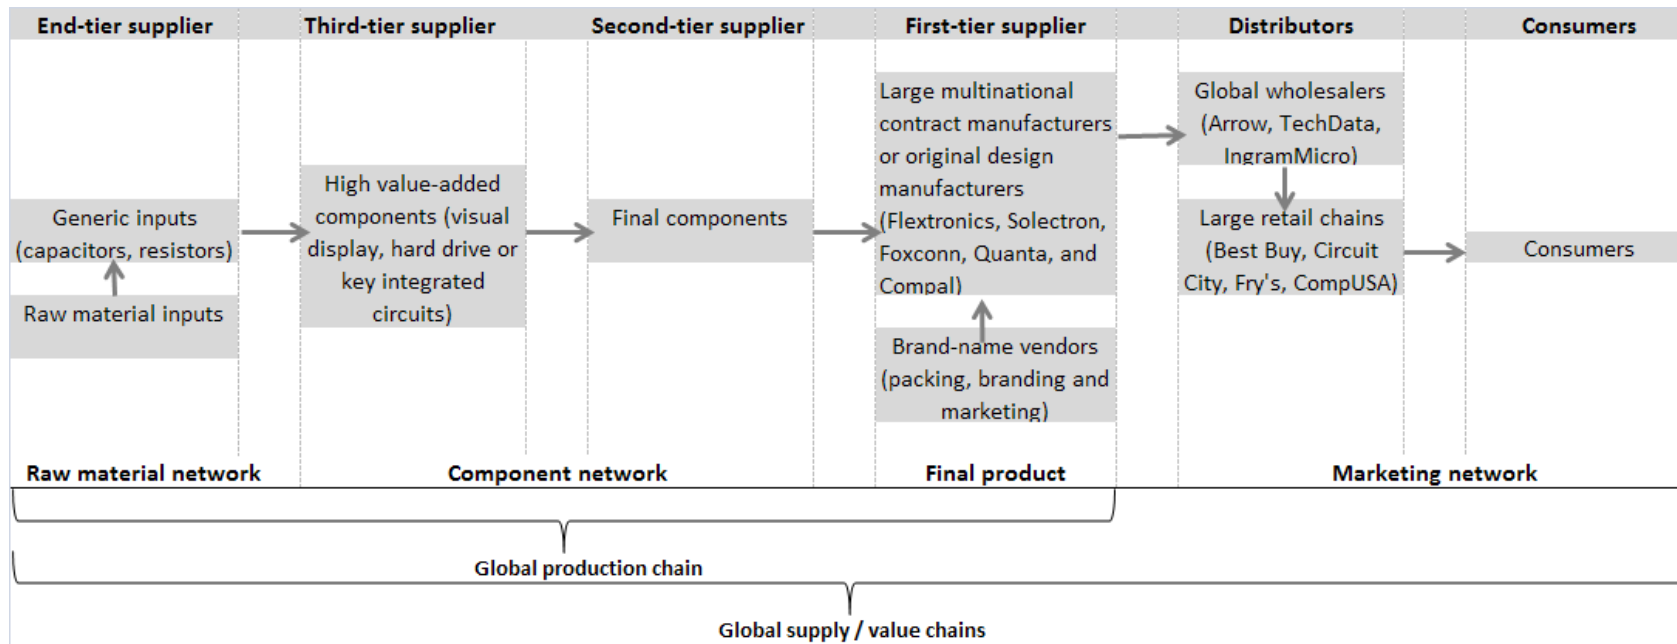 End-tier supplier
Third-tier supplier
Second-tier supplier
First-tier supplier
Distributors
Consumers
Generic inputs
(capacitors, resistors)
Raw material inputs
High value-added
components (visual
display, hard drive or
key integrated
circuits)
Final components
Large multinational
contract manufacturers
or original design
manufacturers
(Flextronics, Solectron,
Foxconn, Quanta, and
Compal)
Brand-name vendors
(packing, branding and
marketing)
Global wholesalers
(Arrow, TechData,
IngramMicro)
Large retail chains
(Best Buy, Circuit
City, Fry's, CompUSA)
Consumers
Raw material network
Component network
Final product
Marketing network
Global production chain
Global supply / value chains